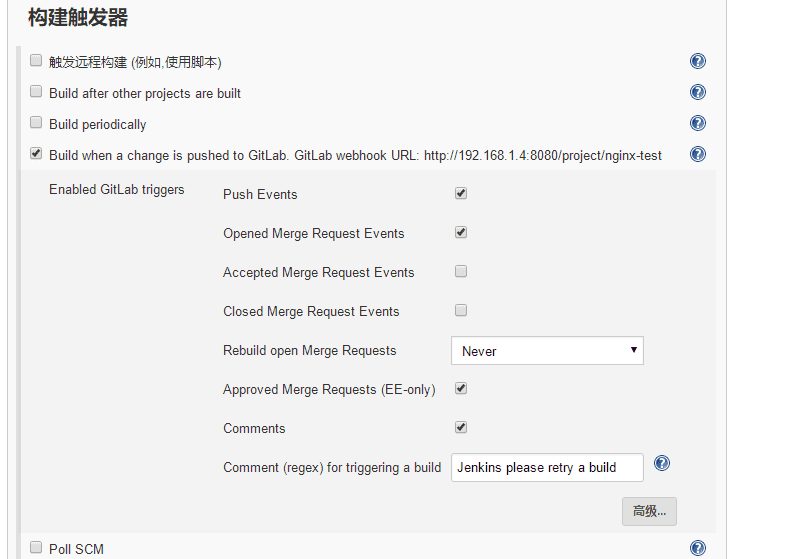 构建触发器
触发远程构建 (例如,使用脚本)
Build after other projects are built
Build periodically
Build when a change is pushed to GitLab. GitLab webhook URL: http://192.168.1.4:8080/project/nginx-test
Enabled GitLab triggers
Push Events
Opened Merge Request Events
Accepted Merge Request Events
Closed Merge Request Events
Rebuild open Merge Requests Never
Approved Merge Requests (EE-only)
Comments
Comment (regex) for triggering a build Jenkins please retry a build
高级...
Poll SCM